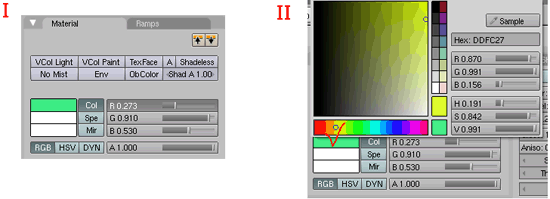 I
Material Ramps
VCol Light VCol Paint TexFace A Shadeless
No Mist Env ObColor Shad A 1.00
Col R 0.273
Spe G 0.910
Mir B 0.530
RGB HSV DYN A 1.000
II
Sample
Hex: DDFC27
R 0.870
G 0.991
B 0.156
H 0.191
S 0.842
V 0.991
Col R 0.273
Spe G 0.910
Mir B 0.530
RGB HSV DYN A 1.000
Aniso:
S
Th